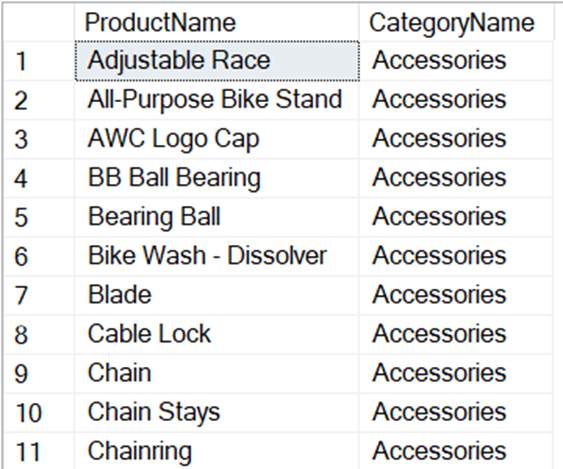 ProductName CategoryName
1 Adjustable Race Accessories
2 All-Purpose Bike Stand Accessories
3 AWC Logo Cap Accessories
4 BB Ball Bearing Accessories
5 Bearing Ball Accessories
6 Bike Wash - Dissolver Accessories
7 Blade Accessories
8 Cable Lock Accessories
9 Chain Accessories
10 Chain Stays Accessories
11 Chainring Accessories